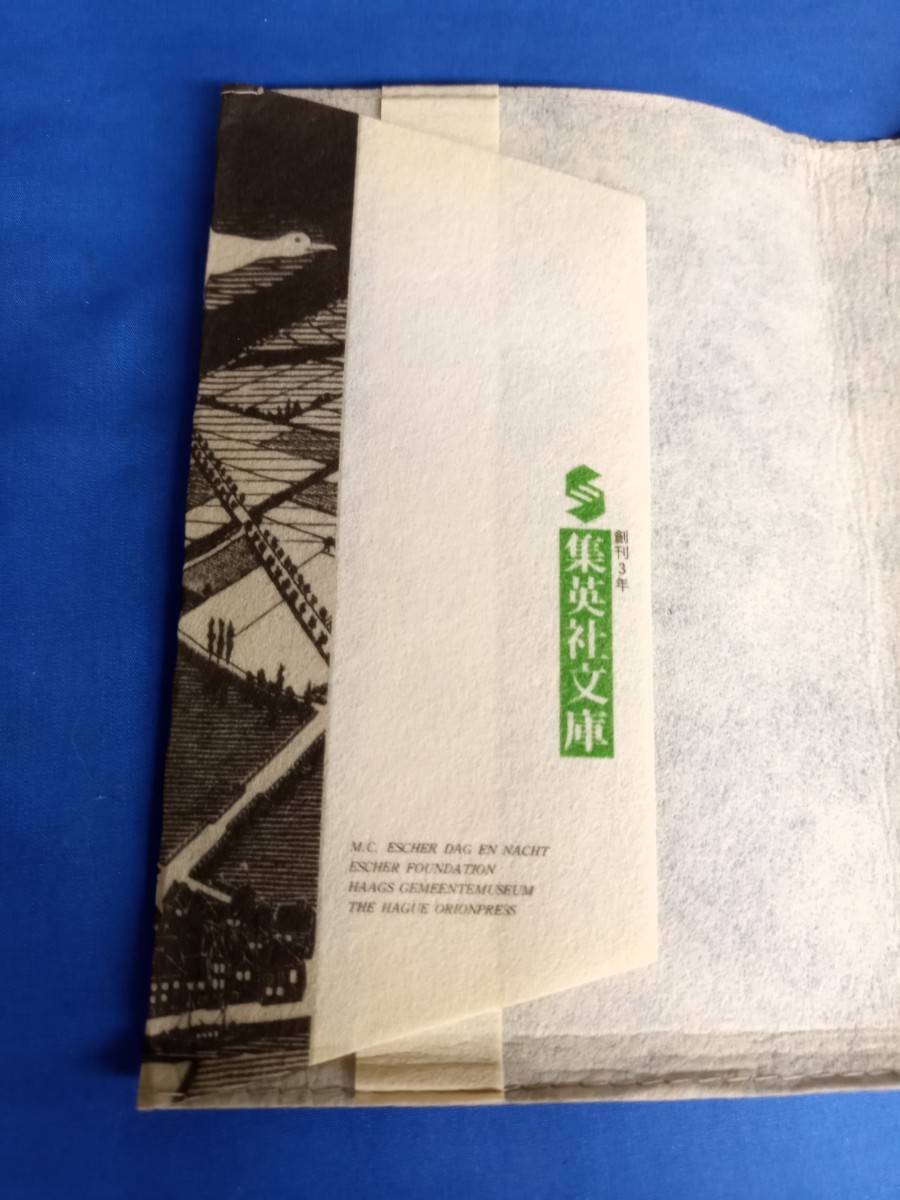 創刊3年
集英社文庫
M.C. ESCHER DAG EN NACHT
ESCHER FOUNDATION
HAAGS GEMEENTEMUSEUM
THE HAGUE ORIONPRESS